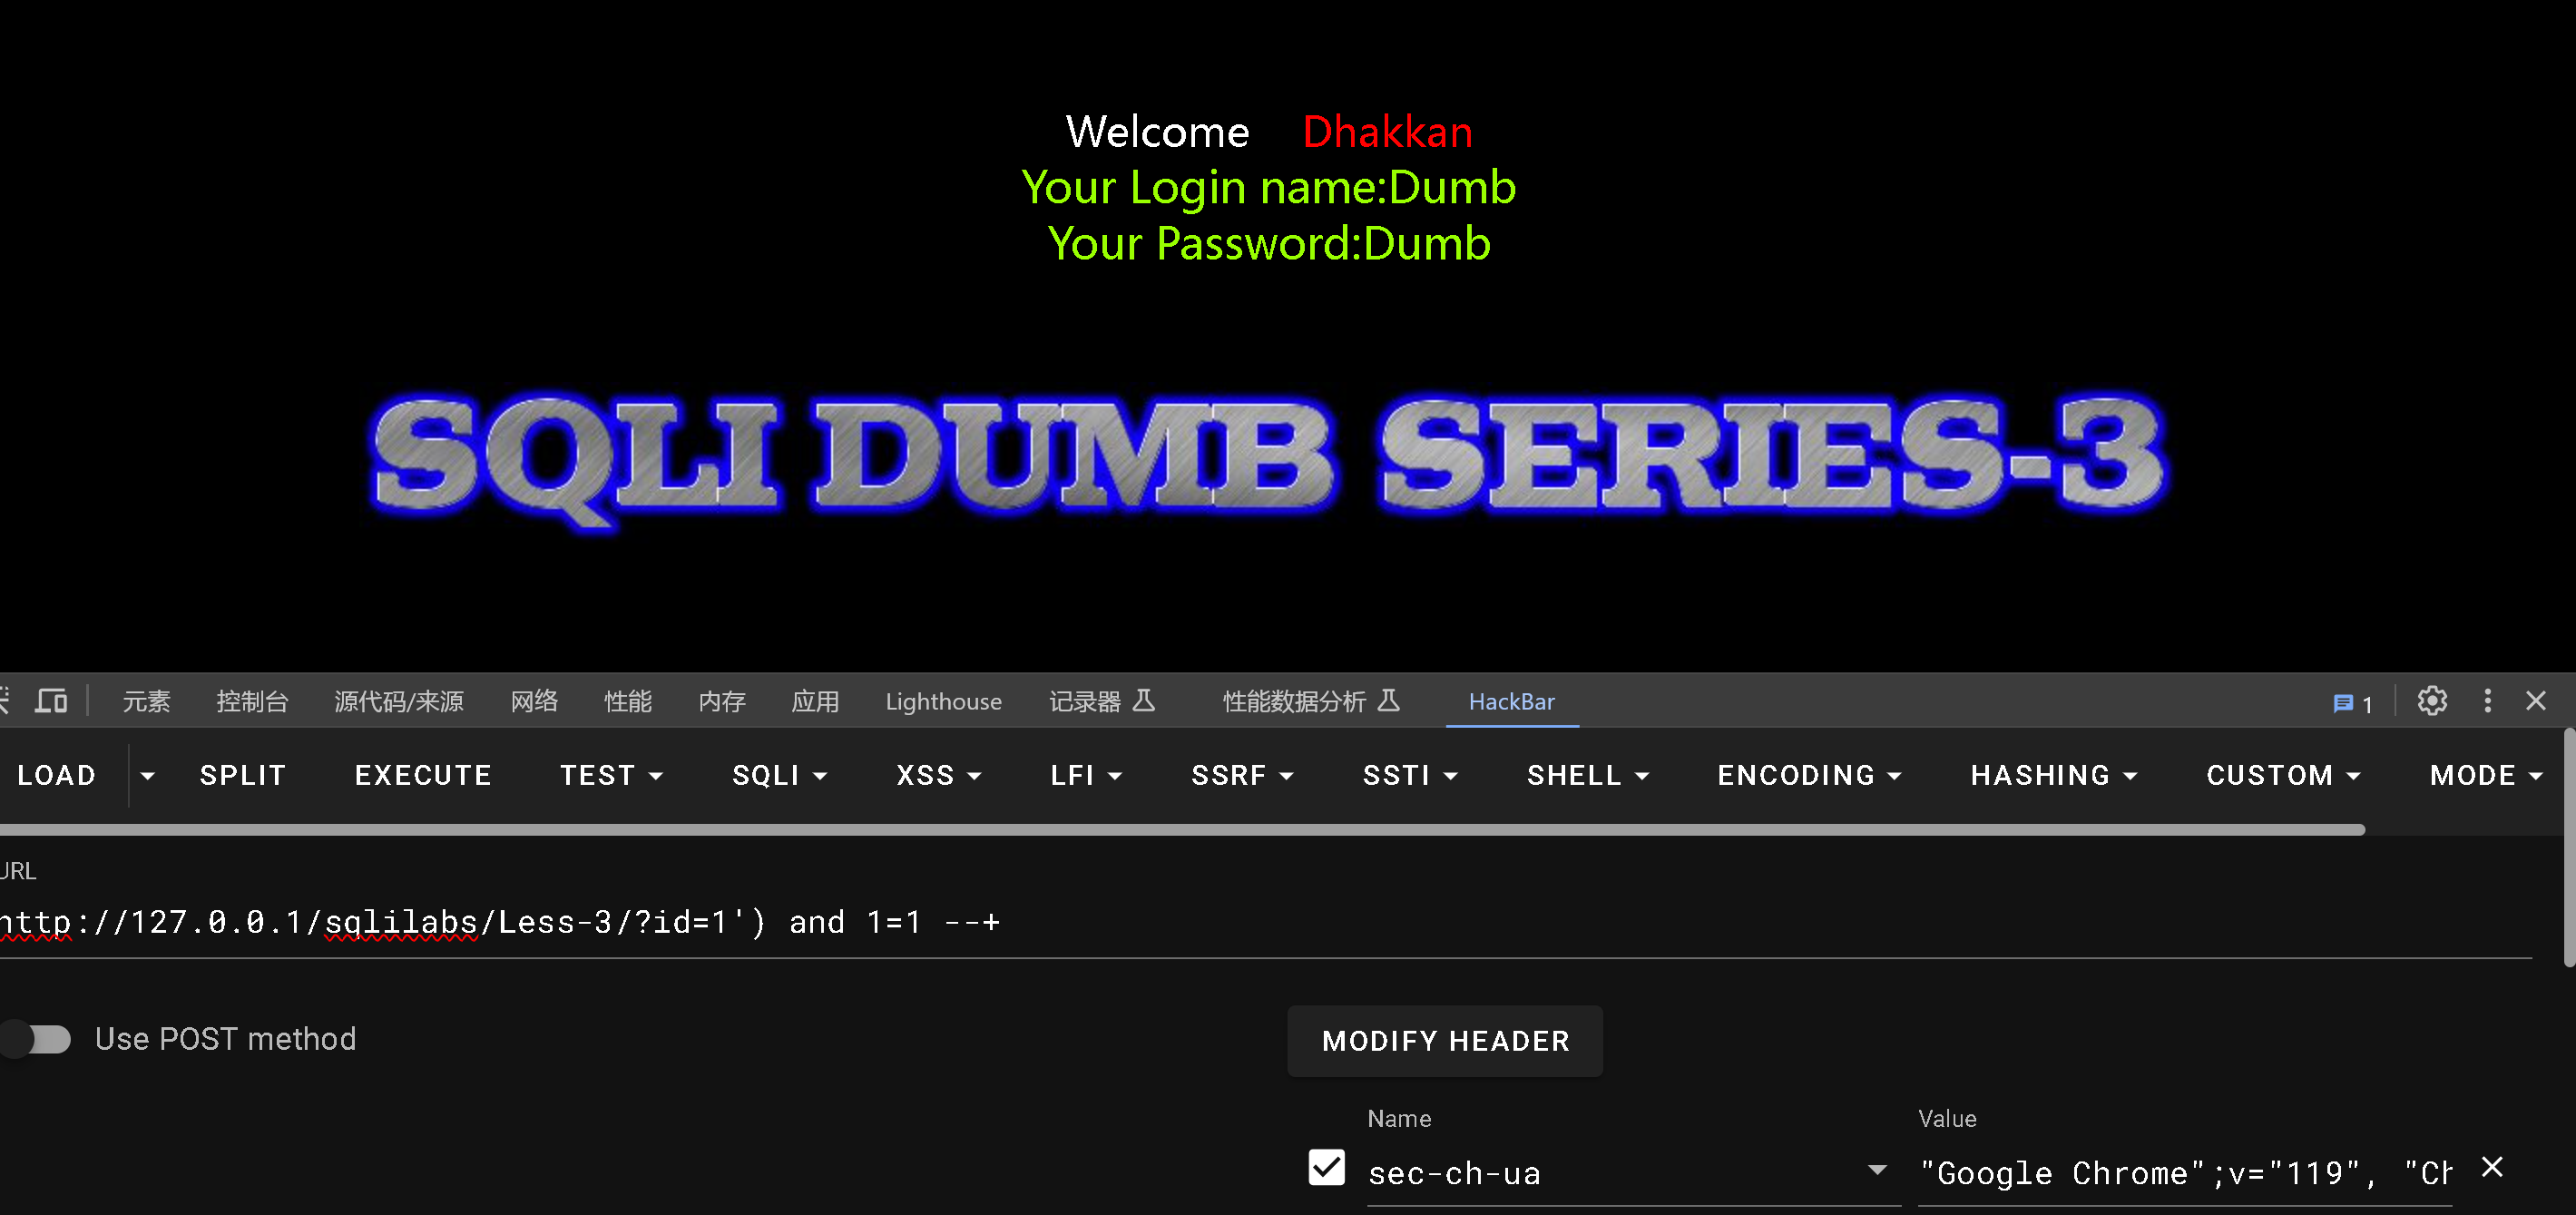 Welcome Dhakkan
Your Login name:Dumb
Your Password:Dumb
SQLI DUMB SERIES-3
元素 控制台 源代码/来源 网络 性能 内存 应用 Lighthouse 记录器 性能数据分析 HackBar 1
LOAD SPLIT EXECUTE TEST SQLI XSS LFI SSRF SSTI SHELL ENCODING HASHING CUSTOM MODE
URL
http://127.0.0.1/sqlilabs/Less-3/?id=1') and 1=1 --+
Use POST method
MODIFY HEADER
Name Value
sec-ch-ua "Google Chrome";v="119", "Ch